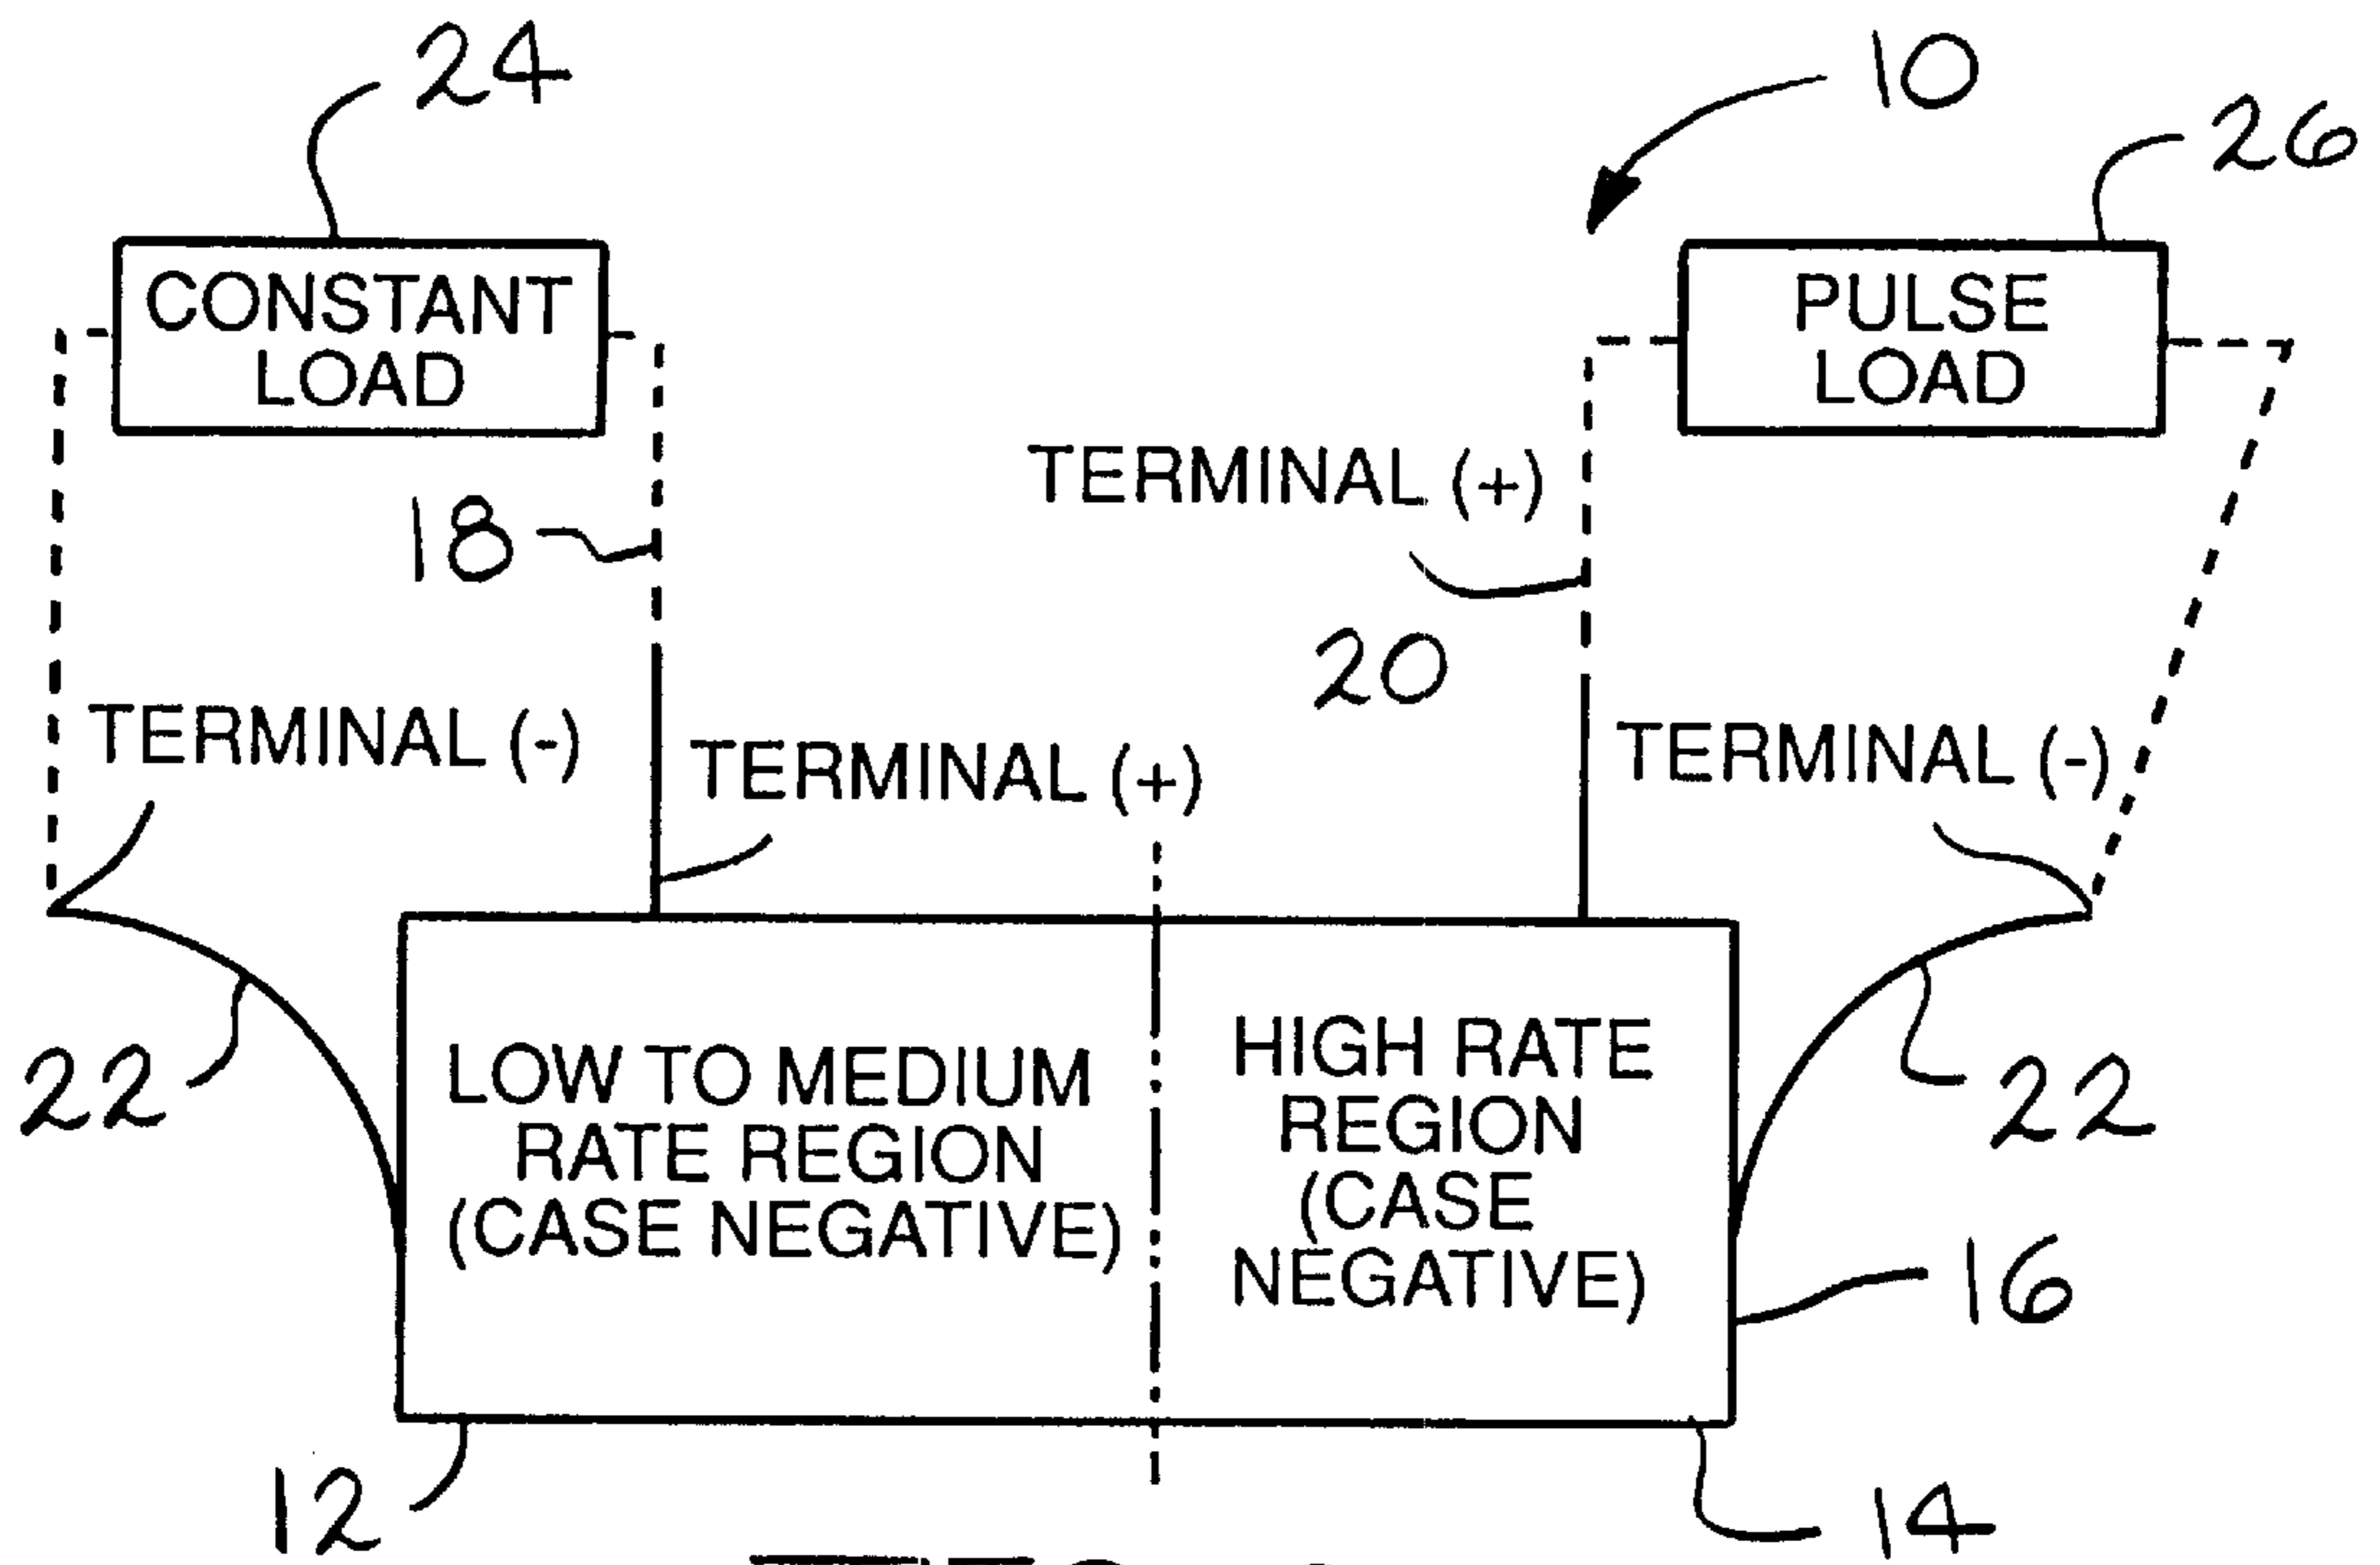 24
10
26
CONSTANT
LOAD
PULSE
LOAD
TERMINAL (+)
18
20
TERMINAL (-)
TERMINAL (+)
TERMINAL (-)
LOW TO MEDIUM
RATE REGION
(CASE NEGATIVE)
HIGH RATE
REGION
(CASE
NEGATIVE)
22
22
16
12
14